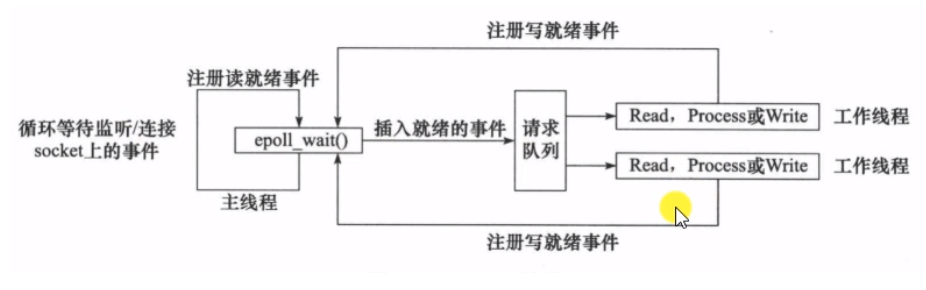 注册写就绪事件
注册读就绪事件
循环等待监听/连接
socket上的事件
epoll_wait()
插入就绪的事件
请求
队列
Read，Process或Write
工作线程
Read，Process或Write
工作线程
主线程
注册写就绪事件